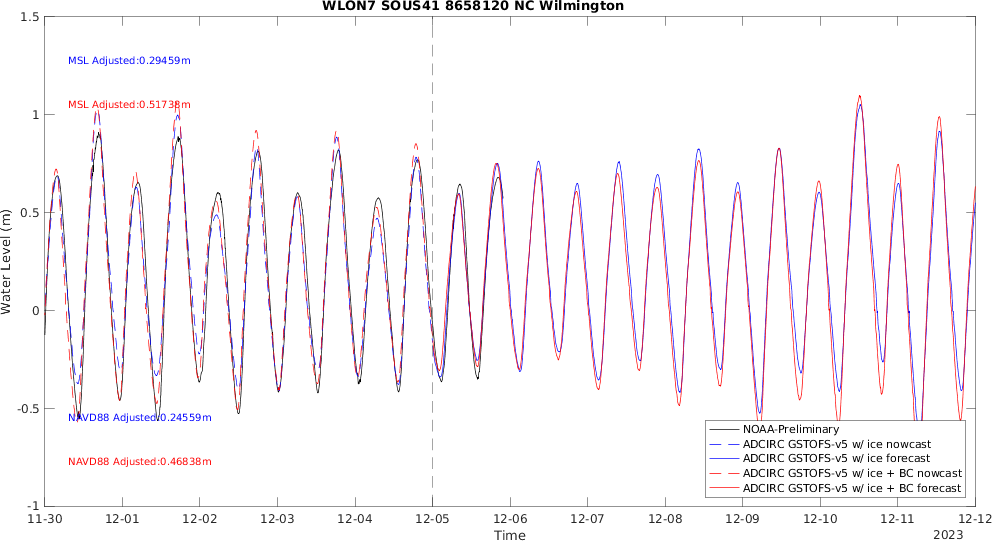 WLON7 SOUS41 8658120 NC Wilmington
1.5
1
0.5
0
-0.5
-1
Water Level (m)
MSL Adjusted:0.29459m
MSL Adjusted:0.51738m
NAVD88 Adjusted:0.24559m
NAVD88 Adjusted:0.46838m
NOAA-Preliminary
ADCIRC GSTOFS-v5 w/ ice nowcast
ADCIRC GSTOFS-v5 w/ ice forecast
ADCIRC GSTOFS-v5 w/ice + BC nowcast
ADCIRC GSTOFS-v5 w/ice + BC forecast
11-30 12-01 12-02 12-03 12-04 12-05 12-06 12-07 12-08 12-09 12-10 12-11 12-12
Time
2023